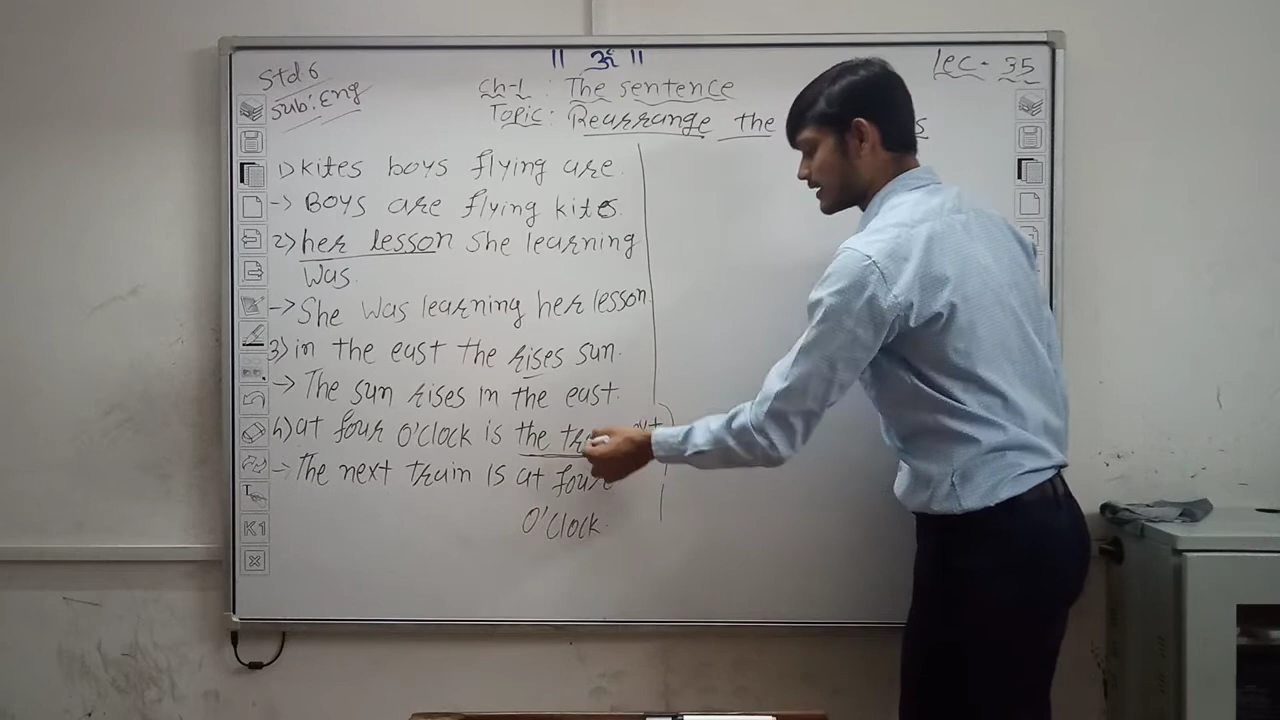 || ॐ ||
Std 6
Sub: Eng
Lec. 35
Ch-1 : The sentence
Topic: Rearrange the
1) kites boys flying are.
-> Boys are flying kites.
2) her lesson she learning
was.
-> She was learning her lesson
3) in the east the rises sun.
-> The sun rises in the east.
4) at four O'clock is the
-> The next train is at four
O'clock.
T
K1